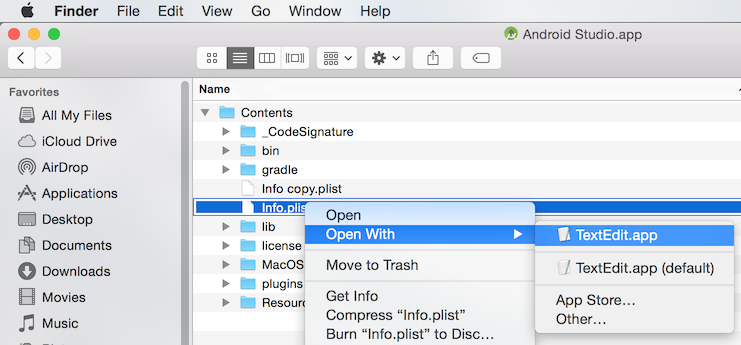 Finder File Edit View Go Window Help
Android Studio.app
Favorites
All My Files
iCloud Drive
AirDrop
Applications
Desktop
Documents
Downloads
Movies
Music
Name
Contents
_CodeSignature
bin
gradle
Info copy.plist
Info.plis
lib
license
MacOS
plugins
Resour
Open
Open With
Move to Trash
Get Info
Compress “Info.plist”
Burn “Info.plist” to Disc...
TextEdit.app
TextEdit.app (default)
App Store...
Other...